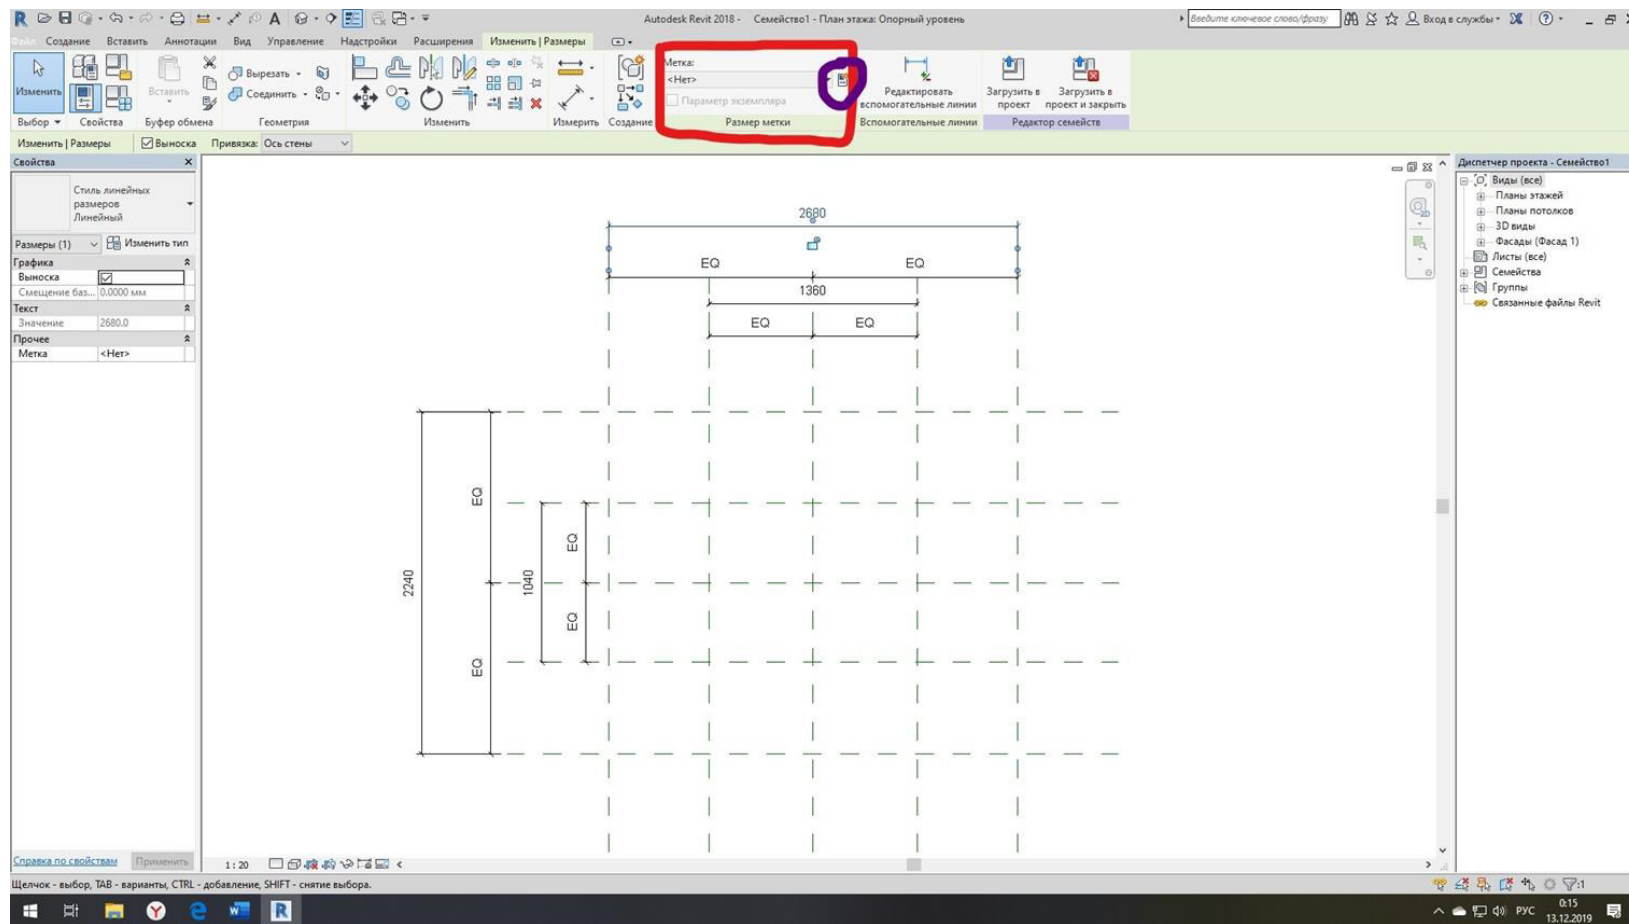 Autodesk Revit 2018 - Семейство1 - План этажа: Опорный уровень
Введите ключевое слово/фразу
Вход в службы
Файл Создание Вставить Аннотации Вид Управление Надстройки Расширения Изменить | Размеры
Изменить
Вставить
Вырезать
Соединить
Метка:
<Нет>
Параметр экземпляра
Редактировать
вспомогательные линии
Загрузить в
проект
Загрузить в
проект и закрыть
Выбор Свойства Буфер обмена Геометрия Изменить Измерить Создание Размер метки Вспомогательные линии Редактор семейств
Изменить | Размеры Выноска Привязка: Ось стены
Свойства
Стиль линейных
размеров
Линейный
Размеры (1) Изменить тип
Графика
Выноска
Смещение баз... 0.0000 мм
Текст
Значение 2680.0
Прочее
Метка <Нет>
Справка по свойствам Применить
2680
EQ EQ
1360
EQ EQ
EQ
EQ
2240
1040
EQ
EQ
Диспетчер проекта - Семейство1
Виды (все)
Планы этажей
Планы потолков
3D виды
Фасады (Фасад 1)
Листы (все)
Семейства
Группы
Связанные файлы Revit
1 : 20
Щелчок - выбор, TAB - варианты, CTRL - добавление, SHIFT - снятие выбора.
:1
РУС
0:15
13.12.2019